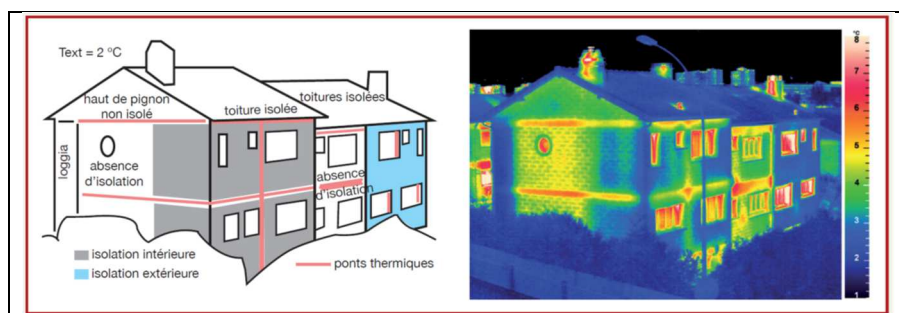 Text = 2 °C
haut de pignon
non isolé
toiture isolée
toitures isolées
loggia
absence
d'isolation
absence
d'isolation
isolation intérieure
isolation extérieure
ponts thermiques
8
7
6
5
4
3
2
1